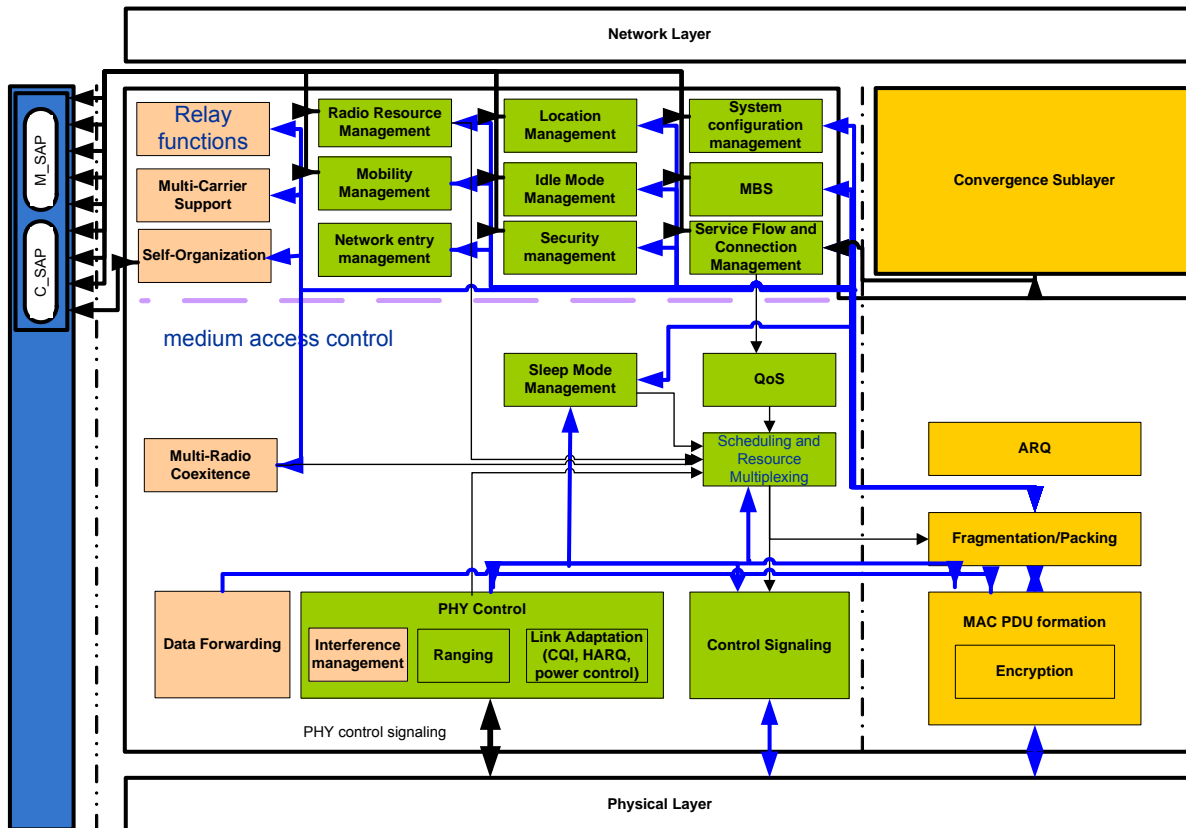 Network Layer
M_SAP
C_SAP
Relay
functions
Multi-Carrier
Support
Self-Organization
Radio Resource
Management
Mobility
Management
Network entry
management
Location
Management
Idle Mode
Management
Security
management
System
configuration
management
MBS
Service Flow and
Connection
Management
Convergence Sublayer
medium access control
Sleep Mode
Management
QoS
Multi-Radio
Coexitence
Scheduling and
Resource
Multiplexing
ARQ
Fragmentation/Packing
Data Forwarding
PHY Control
Interference
management
Ranging
Link Adaptation
(CQI, HARQ,
power control)
Control Signaling
MAC PDU formation
Encryption
PHY control signaling
Physical Layer